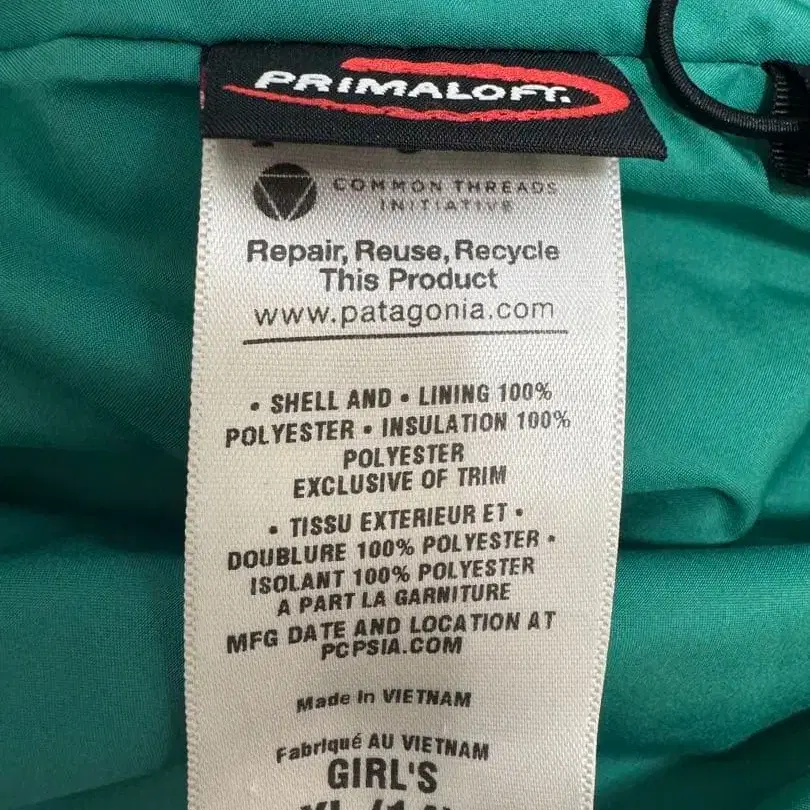 PRIMALOFT.
COMMON THREADS
INITIATIVE
Repair, Reuse, Recycle
This Product
www.patagonia.com
• SHELL AND • LINING 100%
POLYESTER • INSULATION 100%
POLYESTER
EXCLUSIVE OF TRIM
• TISSU EXTERIEUR ET •
DOUBLURE 100% POLYESTER •
ISOLANT 100% POLYESTER
A PART LA GARNITURE
MFG DATE AND LOCATION AT
PCPSIA.COM
Made in VIETNAM
Fabriqué AU VIETNAM
GIRL'S